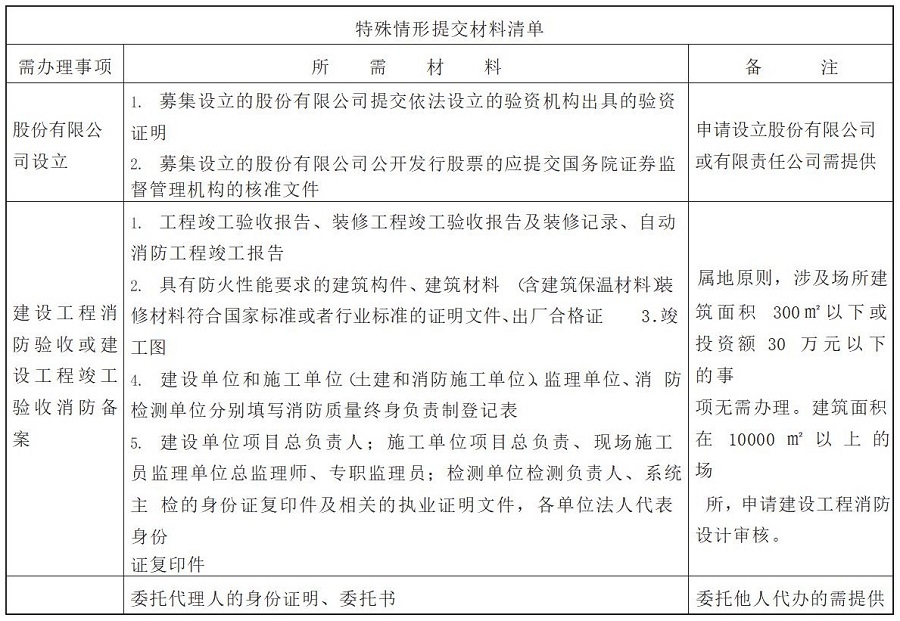 特殊情形提交材料清单
需办理事项
所 需 材 料
备 注
股份有限公
司设立
1. 募集设立的股份有限公司提交依法设立的验资机构出具的验资
证明
2. 募集设立的股份有限公司公开发行股票的应提交国务院证券监
督管理机构的核准文件
申请设立股份有限公司
或有限责任公司需提供
建设工程消
防验收或建
设工程竣工
验收消防备
案
1. 工程竣工验收报告、装修工程竣工验收报告及装修记录、自动
消防工程竣工报告
2. 具有防火性能要求的建筑构件、建筑材料 (含建筑保温材料)装
修材料符合国家标准或者行业标准的证明文件、出厂合格证 3.竣
工图
4. 建设单位和施工单位(土建和消防施工单位)、监理单位、消 防
检测单位分别填写消防质量终身负责制登记表
5. 建设单位项目总负责人；施工单位项目总负责、现场施工
员监理单位总监理师、专职监理员；检测单位检测负责人、系统
主 检的身份证复印件及相关的执业证明文件，各单位法人代表
身份
证复印件
属地原则，涉及场所建
筑面积 300㎡以下或
投资额 30 万元以下
的事
项无需办理。建筑面积
在 10000 ㎡ 以上的
场
所，申请建设工程消防
设计审核。
委托代理人的身份证明、委托书
委托他人代办的需提供